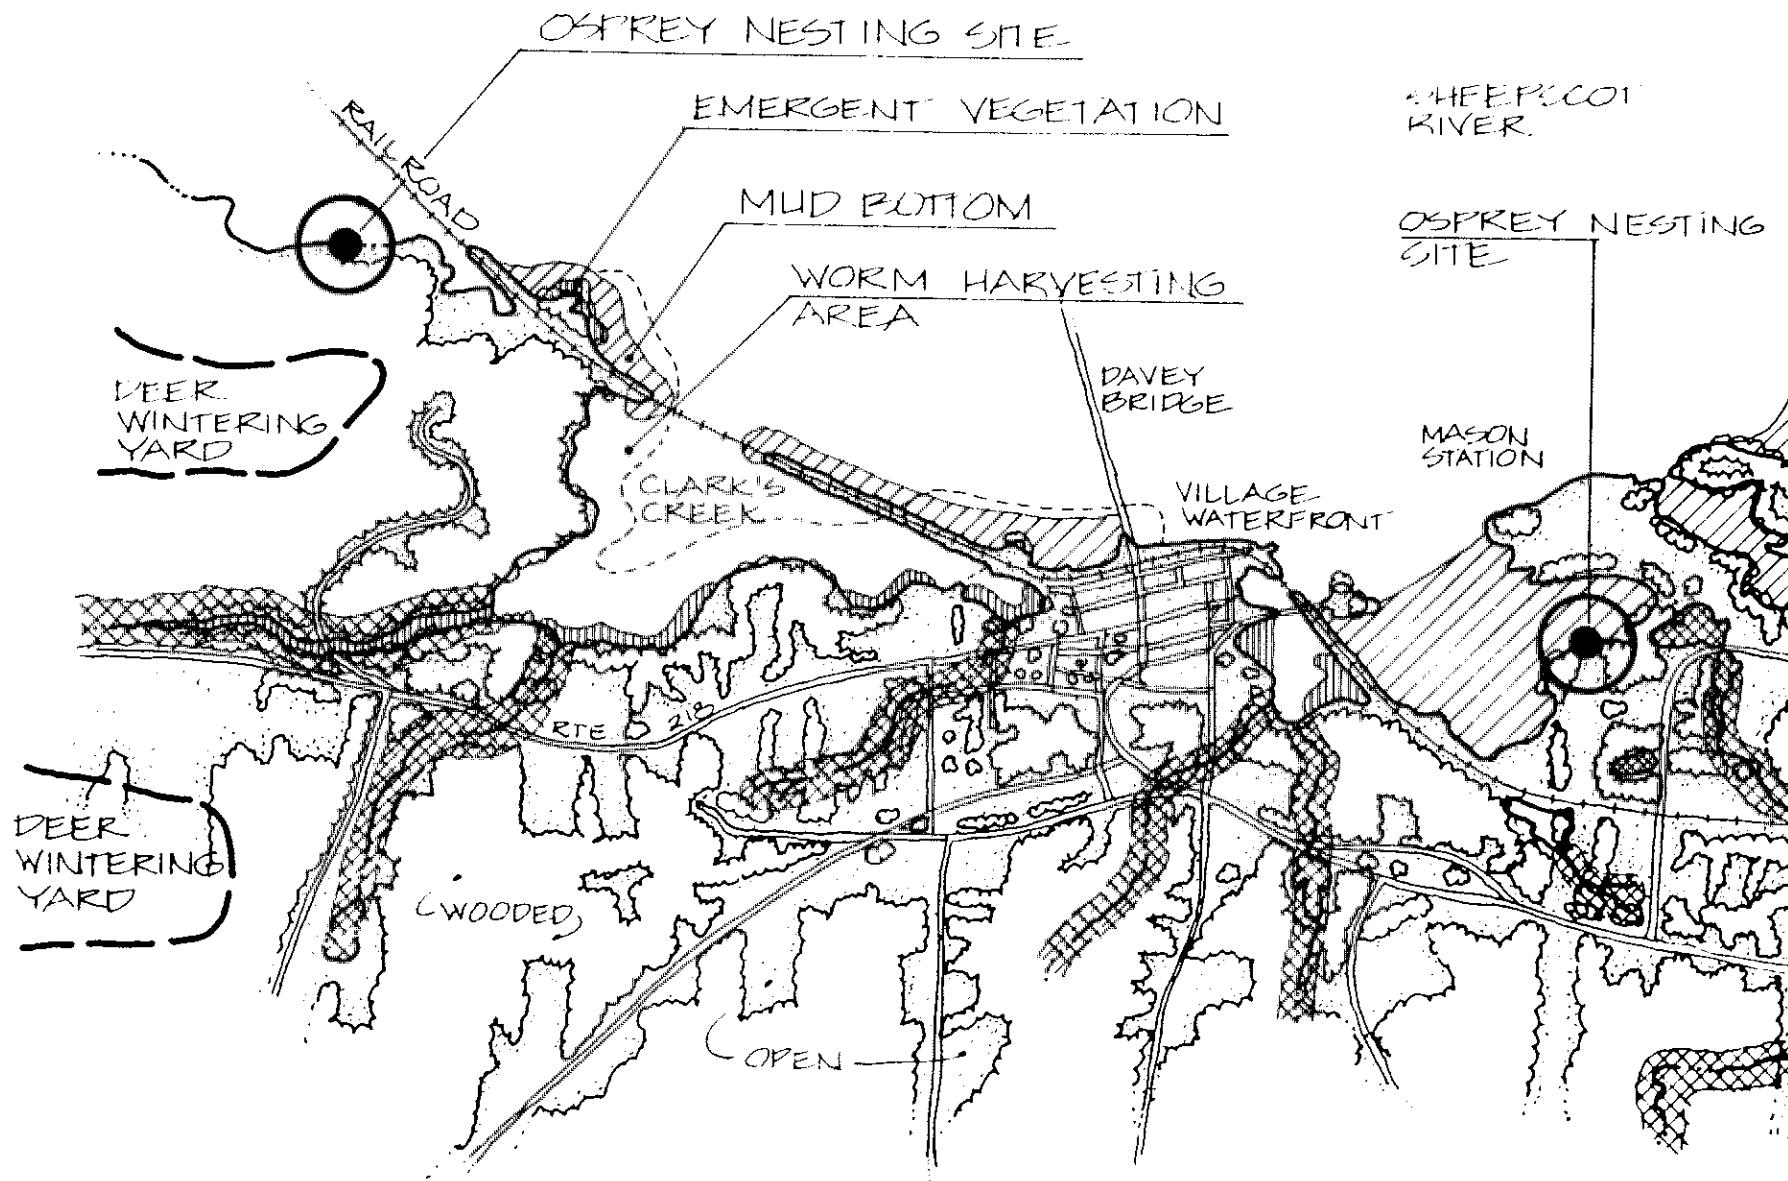 OSPREY NESTING SITE
EMERGENT VEGETATION
SHEEPSCOT
RIVER.
RAILROAD
MUD BOTTOM
OSPREY NESTING
SITE
WORM HARVESTING
AREA
DAVEY
BRIDGE
DEER
WINTERING
YARD
MASON
STATION
CLARK'S
CREEK
VILLAGE
WATERFRONT
RTE 218
DEER
WINTERING
YARD
WOODED
OPEN